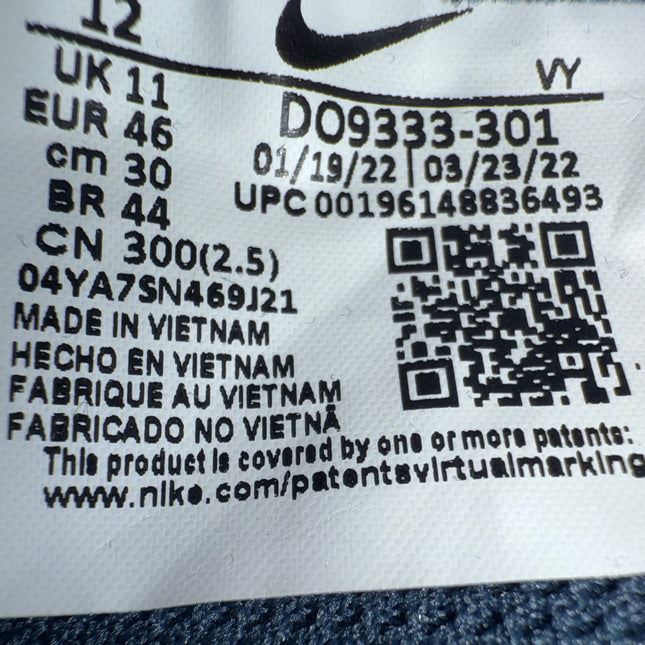 12
UK 11
VY
EUR 46
DO9333-301
cm 30
01/19/22 | 03/23/22
BR 44
UPC 00196148836493
CN 300(2.5)
04YA7SN469J21
MADE IN VIETNAM
HECHO EN VIETNAM
FABRIQUE AU VIETNAM
FABRICADO NO VIETNÃ
This product is covered by one or more patents:
www.nike.com/patentsvirtualmarking